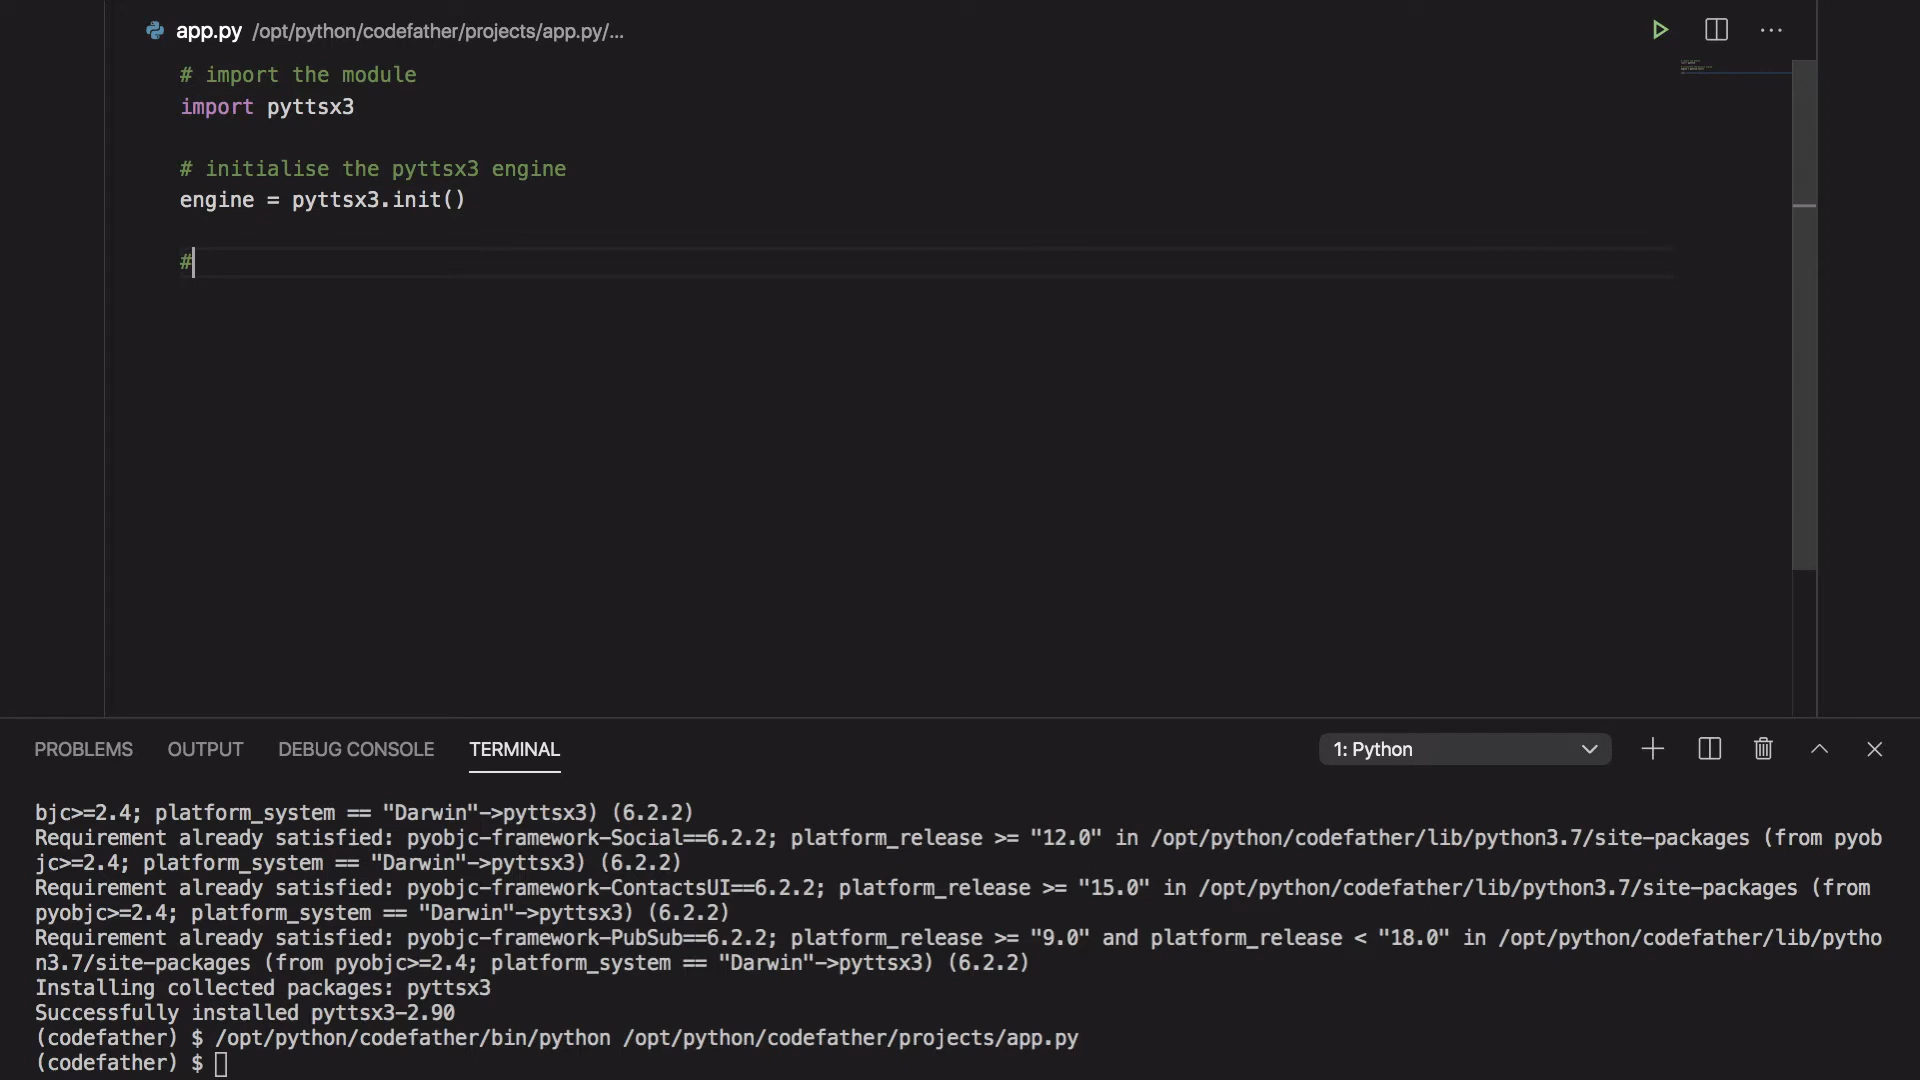 app.py /opt/python/codefather/projects/app.py/...
# import the module
import pyttsx3
# initialise the pyttsx3 engine
engine = pyttsx3.init()
#
PROBLEMS OUTPUT DEBUG CONSOLE TERMINAL 1: Python
bjc>=2.4; platform_system == "Darwin"->pyttsx3) (6.2.2)
Requirement already satisfied: pyobjc-framework-Social==6.2.2; platform_release >= "12.0" in /opt/python/codefather/lib/python3.7/site-packages (from pyob
jc>=2.4; platform_system == "Darwin"->pyttsx3) (6.2.2)
Requirement already satisfied: pyobjc-framework-ContactsUI==6.2.2; platform_release >= "15.0" in /opt/python/codefather/lib/python3.7/site-packages (from
pyobjc>=2.4; platform_system == "Darwin"->pyttsx3) (6.2.2)
Requirement already satisfied: pyobjc-framework-PubSub==6.2.2; platform_release >= "9.0" and platform_release < "18.0" in /opt/python/codefather/lib/pytho
n3.7/site-packages (from pyobjc>=2.4; platform_system == "Darwin"->pyttsx3) (6.2.2)
Installing collected packages: pyttsx3
Successfully installed pyttsx3-2.90
(codefather) $ /opt/python/codefather/bin/python /opt/python/codefather/projects/app.py
(codefather) $